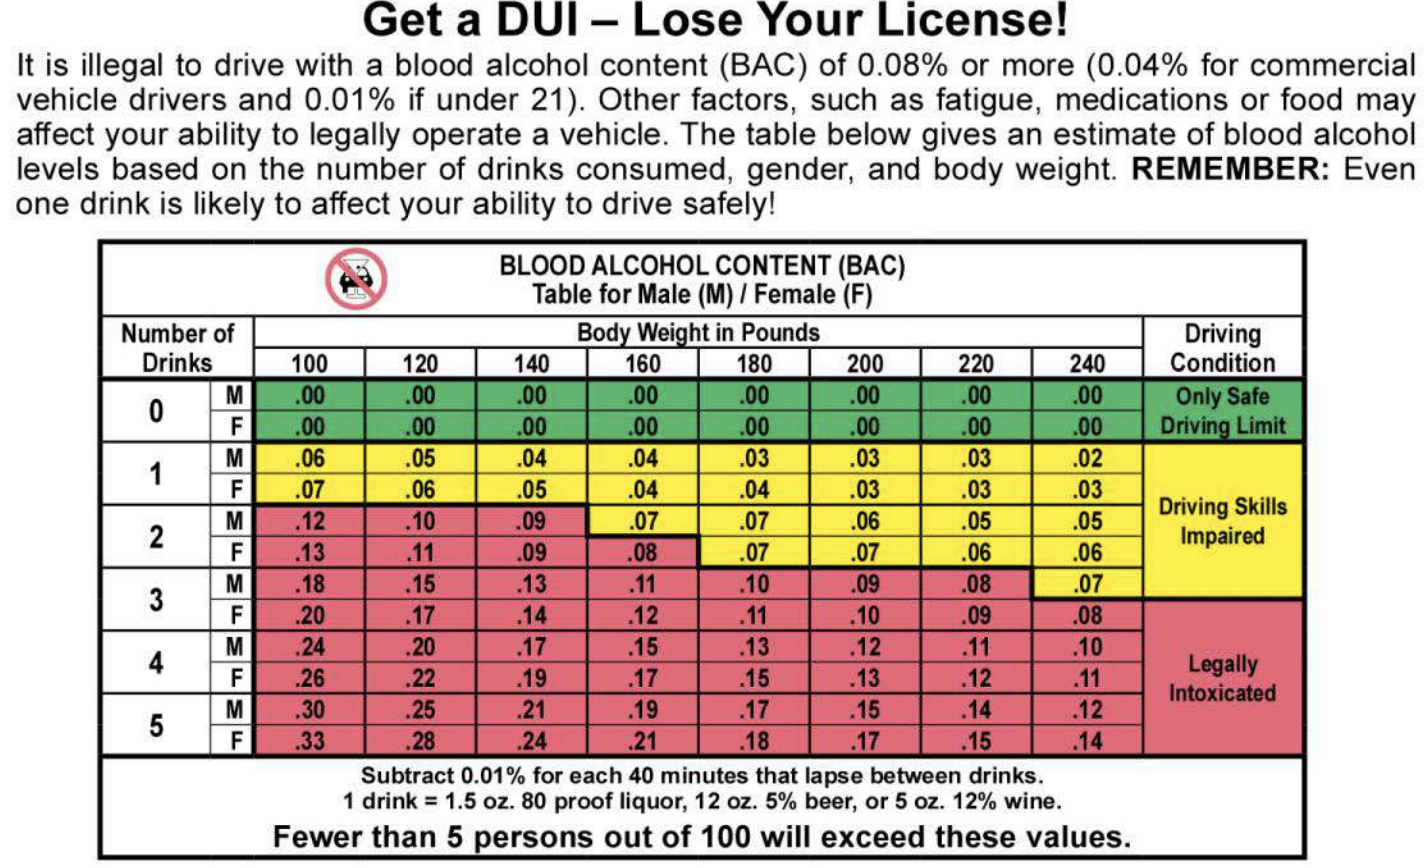 Get a DUI – Lose Your License!
It is illegal to drive with a blood alcohol content (BAC) of 0.08% or more (0.04% for commercial
vehicle drivers and 0.01% if under 21). Other factors, such as fatigue, medications or food may
affect your ability to legally operate a vehicle. The table below gives an estimate of blood alcohol
levels based on the number of drinks consumed, gender, and body weight. REMEMBER: Even
one drink is likely to affect your ability to drive safely!
BLOOD ALCOHOL CONTENT (BAC)
Table for Male (M) / Female (F)
Number of Drinks Body Weight in Pounds Driving Condition
100 120 140 160 180 200 220 240
0 M .00 .00 .00 .00 .00 .00 .00 .00 Only Safe
F .00 .00 .00 .00 .00 .00 .00 .00 Driving Limit
1 M .06 .05 .04 .04 .03 .03 .03 .02
F .07 .06 .05 .04 .04 .03 .03 .03
2 M .12 .10 .09 .07 .07 .06 .05 .05 Driving Skills
F .13 .11 .09 .08 .07 .07 .06 .06 Impaired
3 M .18 .15 .13 .11 .10 .09 .08 .07
F .20 .17 .14 .12 .11 .10 .09 .08
4 M .24 .20 .17 .15 .13 .12 .11 .10 Legally
F .26 .22 .19 .17 .15 .13 .12 .11 Intoxicated
5 M .30 .25 .21 .19 .17 .15 .14 .12
F .33 .28 .24 .21 .18 .17 .15 .14
Subtract 0.01% for each 40 minutes that lapse between drinks.
1 drink = 1.5 oz. 80 proof liquor, 12 oz. 5% beer, or 5 oz. 12% wine.
Fewer than 5 persons out of 100 will exceed these values.